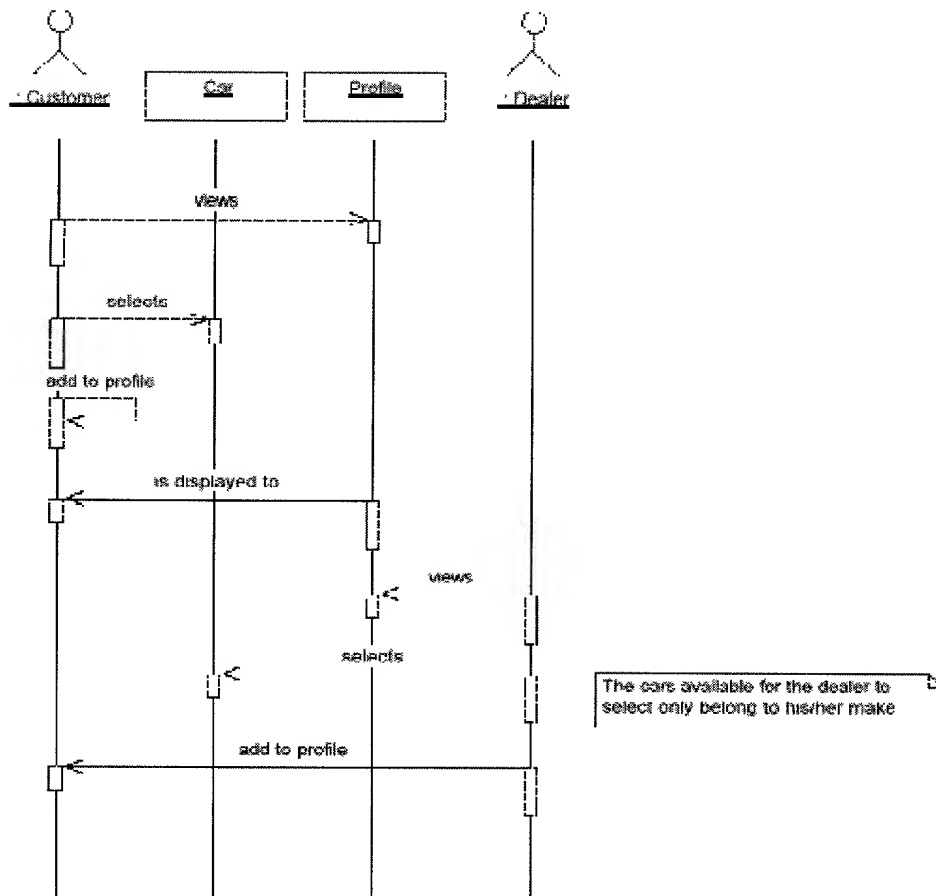 : Customer
Car
Profile
: Dealer
views
selects
add to profile
is displayed to
views
selects
The cars available for the dealer to
select only belong to his/her make
add to profile